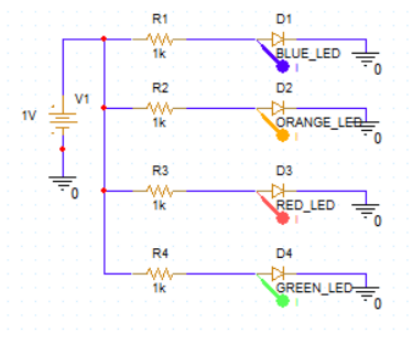 R1
D1
1k
BLUE_LED
I
0
V1
1V
0
R2
D2
1k
ORANGE_LED
I
0
R3
D3
1k
RED_LED
I
0
R4
D4
1k
GREEN_LED
I
0